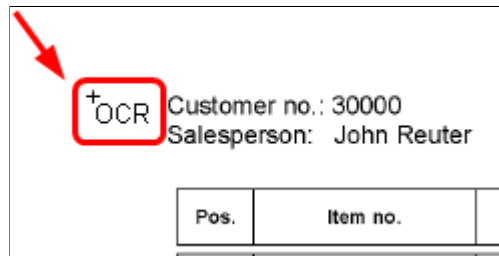 +OCR Customer no.: 30000
Salesperson: John Reuter
Pos. Item no.